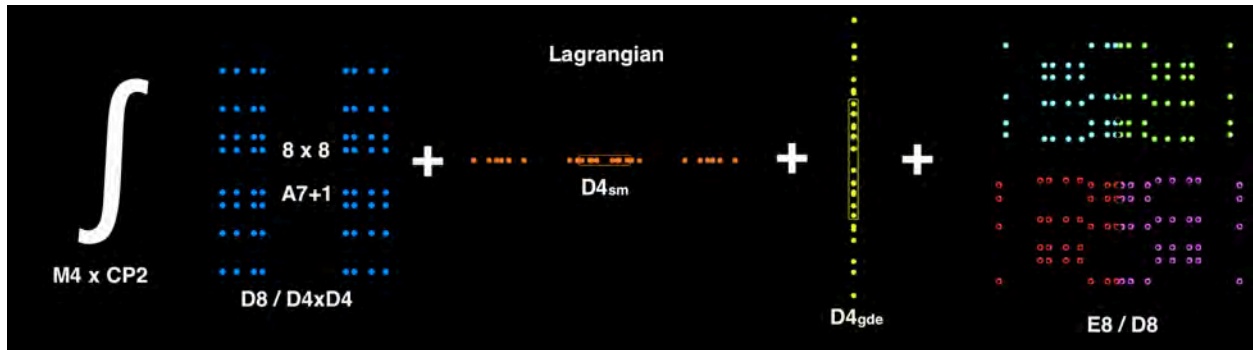 Lagrangian
∫
M4 x CP2
8 x 8
A7+1
D8 / D4xD4
+
D4sm
+
D4gde
+
E8 / D8